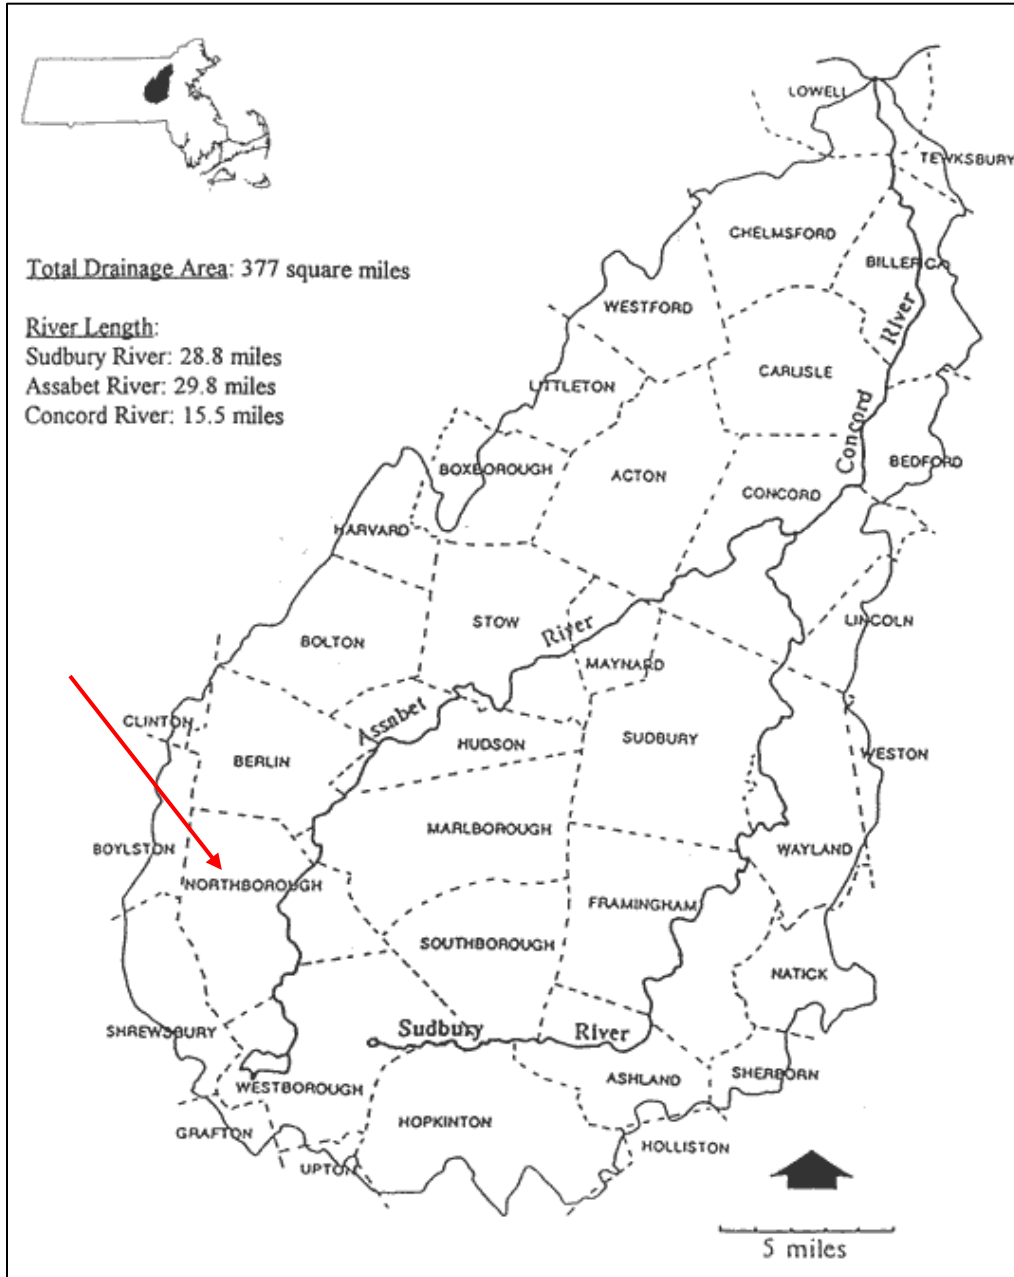 LOWELL
TEWKSBURY
CHELMSFORD
BILLERICA
Total Drainage Area: 377 square miles
WESTFORD
River
River Length:
Sudbury River: 28.8 miles
Assabet River: 29.8 miles
Concord River: 15.5 miles
CARLISLE
LITTLETON
Concord
BOXBOROUGH
ACTON
BEDFORD
CONCORD
HARVARD
STOW
River
LINCOLN
BOLTON
MAYNARD
Assabet
CLINTON
HUDSON
SUDBURY
WESTON
BERLIN
MARLBOROUGH
BOYLSTON
WAYLAND
NORTHBOROUGH
FRAMINGHAM
SOUTHBOROUGH
NATICK
SHREWSBURY
Sudbury River
WESTBOROUGH
ASHLAND
SHERBORN
HOPKINTON
GRAFTON
HOLLISTON
UPTON
5 miles